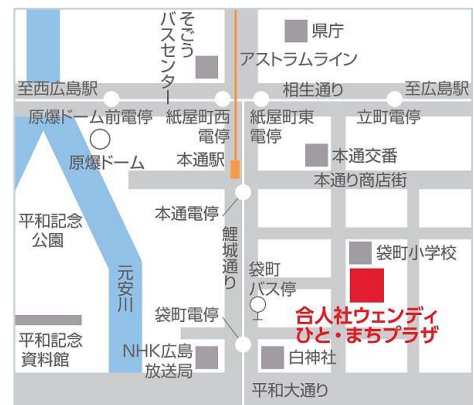 そごう
バスセンター
県庁
アストラムライン
至西広島駅
相生通り
至広島駅
原爆ドーム前電停
紙屋町西
電停
紙屋町東
電停
立町電停
原爆ドーム
本通駅
本通交番
本通り商店街
平和記念
公園
本通電停
鯉城通り
袋町小学校
元安川
袋町
バス停
合人社ウェンディ
ひと・まちプラザ
袋町電停
平和記念
資料館
NHK広島
放送局
白神社
平和大通り